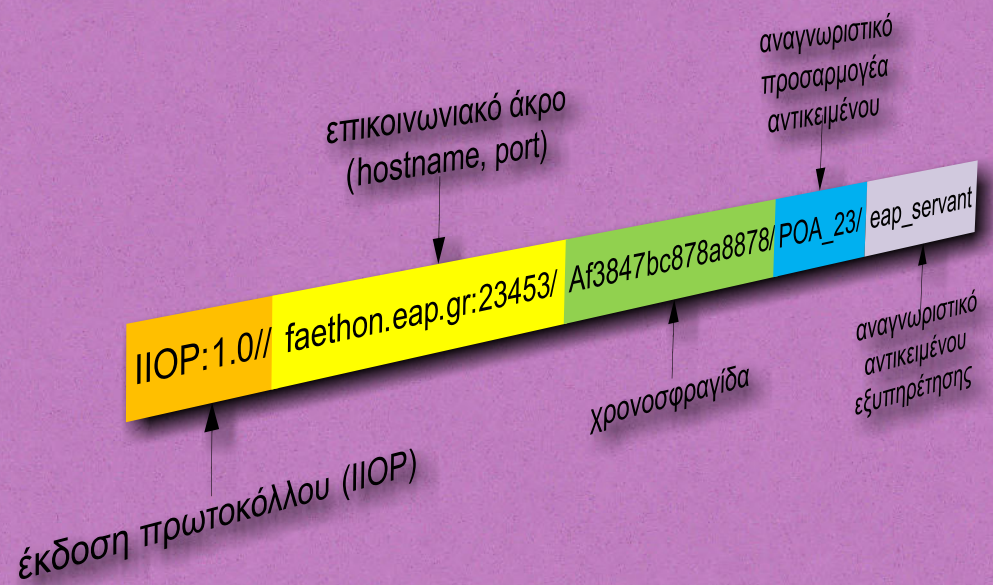 αναγνωριστικό
προσαρμογέα
αντικειμένου
επικοινωνιακό άκρο
(hostname, port)
IIOP:1.0// faethon.eap.gr:23453/ Af3847bc878a8878/ POA_23/ eap_servant
έκδοση πρωτοκόλλου (IIOP)
χρονοσφραγίδα
αναγνωριστικό
αντικειμένου
εξυπηρέτησης